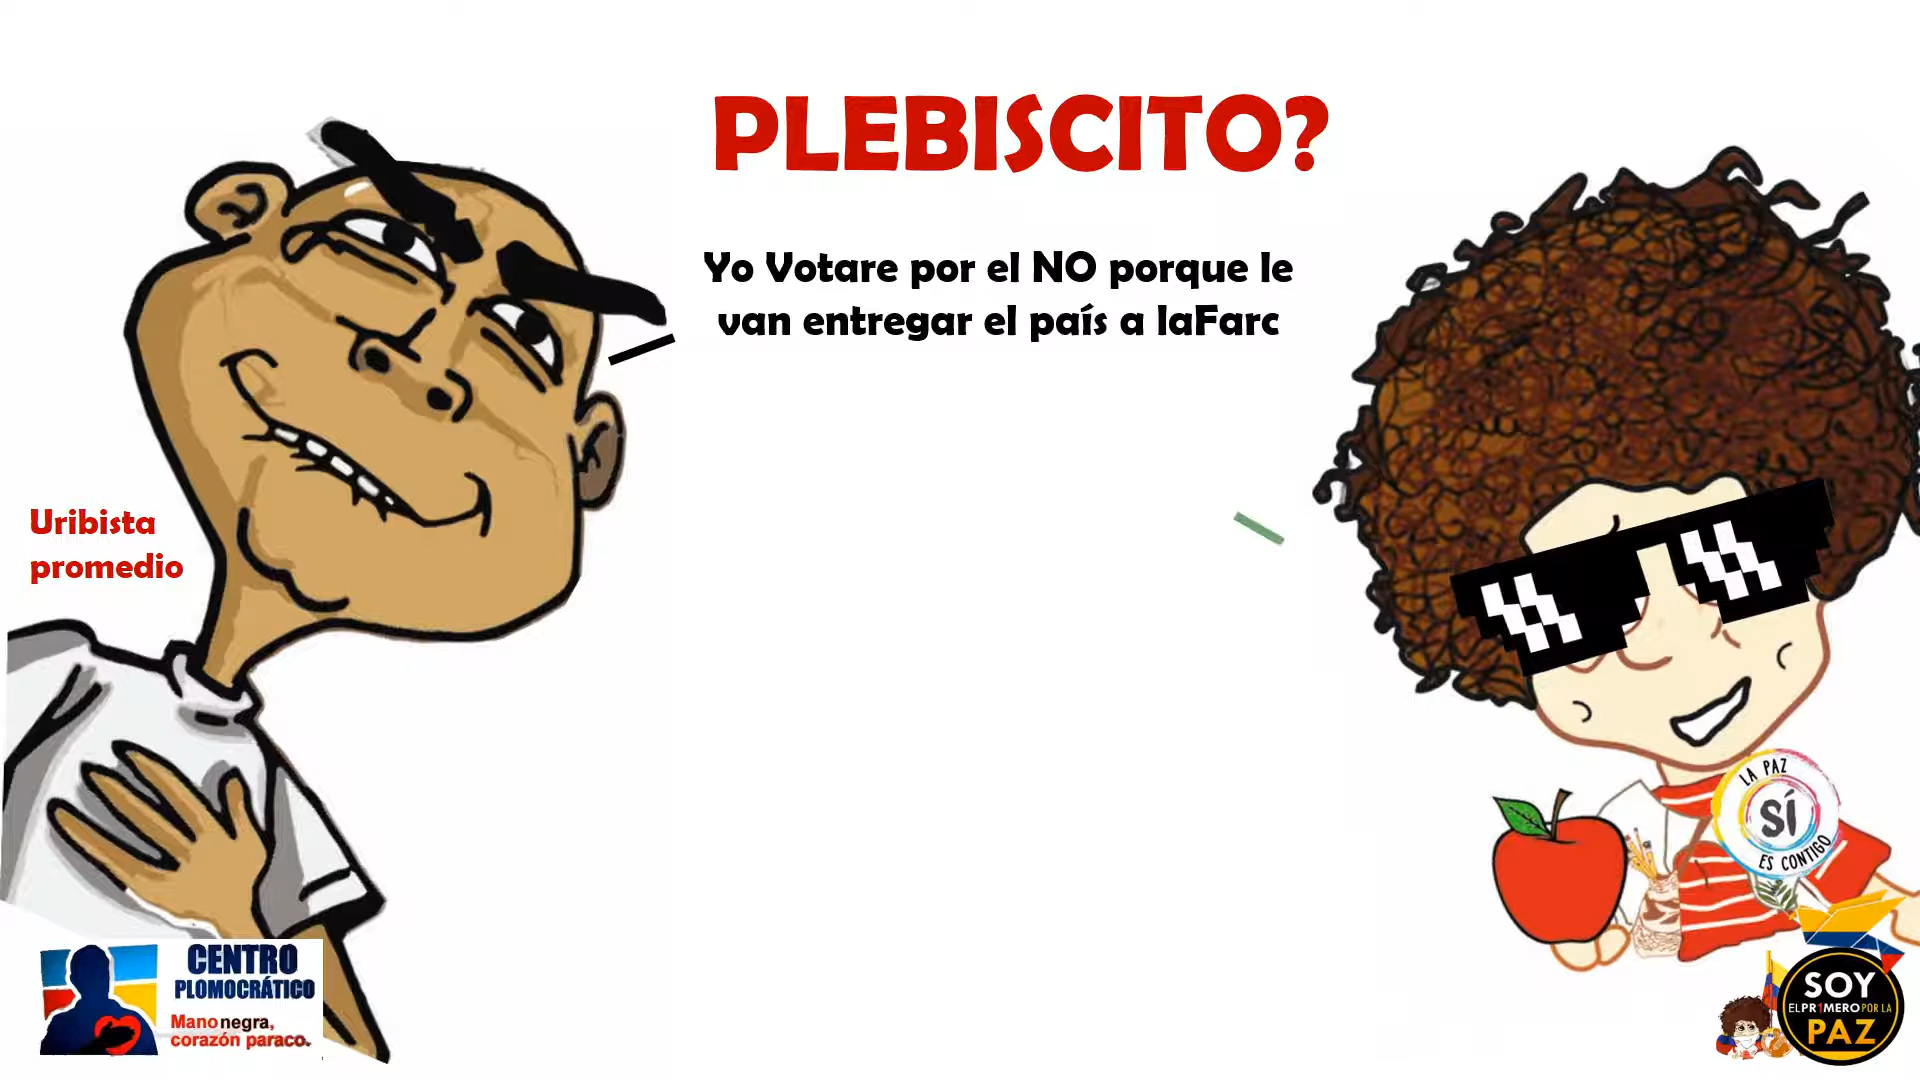 PLEBISCITO?
Yo Votare por el NO porque le
van entregar el país a laFarc
Uribista
promedio
LA PAZ
SÍ
ES CONTIGO
CENTRO
PLOMOCRÁTICO
Mano negra,
corazón paraco.
SOY
EL PR1MERO POR LA
PAZ